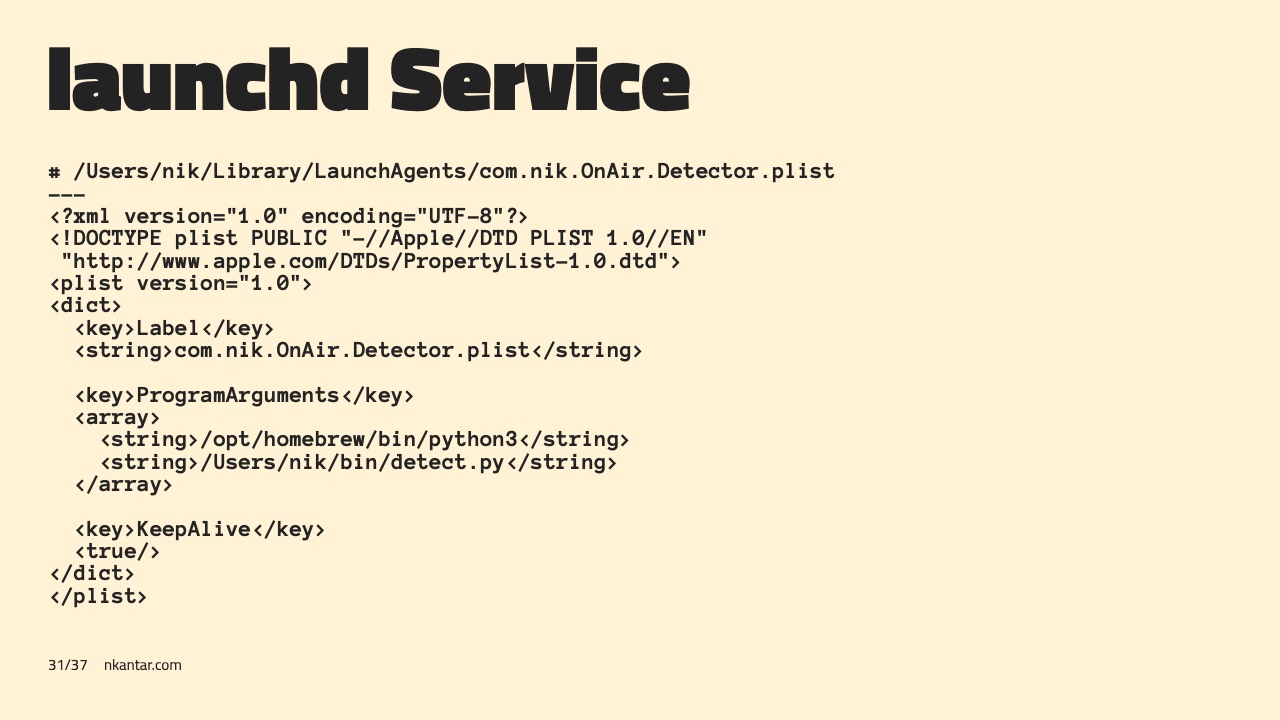 launchd Service
# /Users/nik/Library/LaunchAgents/com.nik.OnAir.Detector.plist
---
<?xml version="1.0" encoding="UTF-8"?>
<!DOCTYPE plist PUBLIC "-//Apple//DTD PLIST 1.0//EN"
 "http://www.apple.com/DTDs/PropertyList-1.0.dtd">
<plist version="1.0">
<dict>
  <key>Label</key>
  <string>com.nik.OnAir.Detector.plist</string>

  <key>ProgramArguments</key>
  <array>
    <string>/opt/homebrew/bin/python3</string>
    <string>/Users/nik/bin/detect.py</string>
  </array>

  <key>KeepAlive</key>
  <true/>
</dict>
</plist>
31/37 nkantar.com